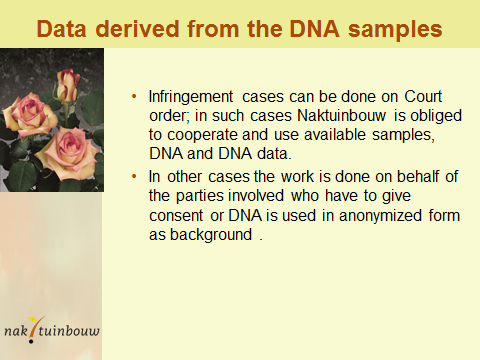 Data derived from the DNA samples
• Infringement cases can be done on Court
order; in such cases Naktuinbouw is obliged
to cooperate and use available samples,
DNA and DNA data.
• In other cases the work is done on behalf of
the parties involved who have to give
consent or DNA is used in anonymized form
as background .
nak tuinbouw